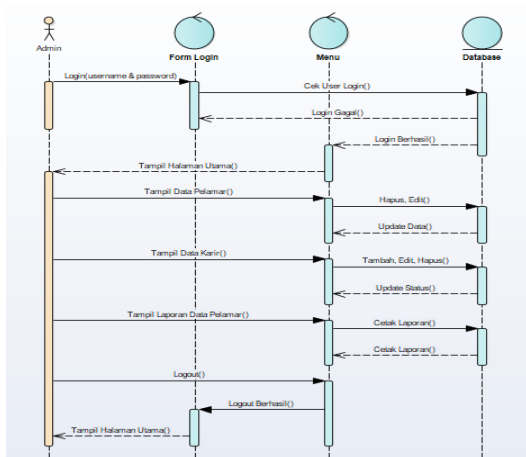 Admin
Form Login
Menu
Database
Login(username & password)
Cek User Login()
Login Gagal()
Login Berhasil()
Tampil Halaman Utama()
Tampil Data Pelamar()
Hapus, Edit()
Update Data()
Tampil Data Karir()
Tambah, Edit, Hapus()
Update Status()
Tampil Laporan Data Pelamar()
Cetak Laporan()
Cetak Laporan()
Logout()
Logout Berhasil()
Tampil Halaman Utama()